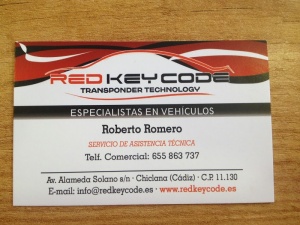 RED KEY CODE
TRANSPONDER TECHNOLOGY
ESPECIALISTAS EN VEHÍCULOS
Roberto Romero
SERVICIO DE ASISTENCIA TÉCNICA
Telf. Comercial: 655 863 737
Av. Alameda Solano s/n · Chiclana (Cádiz) · C.P. 11.130
E-mail: info@redkeycode.es · www.redkeycode.es